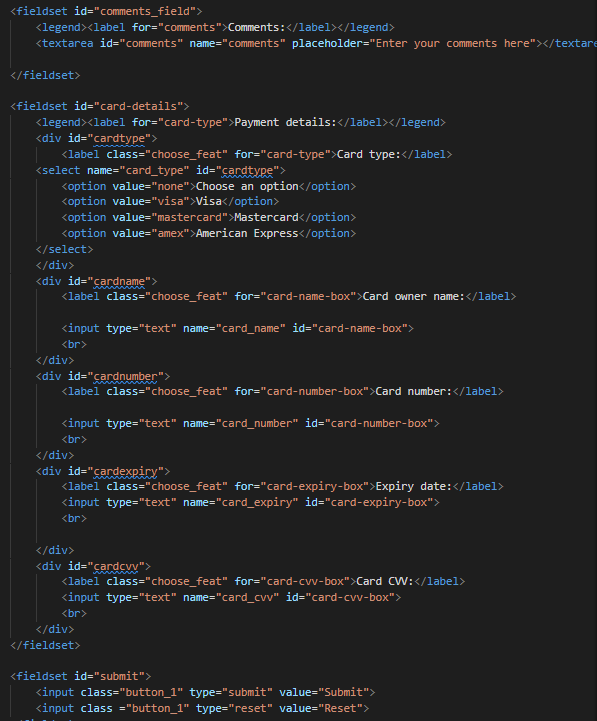 <fieldset id="comments_field">
<legend><label for="comments">Comments:</label></legend>
<textarea id="comments" name="comments" placeholder="Enter your comments here"></textare
</fieldset>
<fieldset id="card-details">
<legend><label for="card-type">Payment details:</label></legend>
<div id="cardtype">
<label class="choose_feat" for="card-type">Card type:</label>
<select name="card_type" id="cardtype">
<option value="none">Choose an option</option>
<option value="visa">Visa</option>
<option value="mastercard">Mastercard</option>
<option value="amex">American Express</option>
</select>
</div>
<div id="cardname">
<label class="choose_feat" for="card-name-box">Card owner name:</label>
<input type="text" name="card_name" id="card-name-box">
<br>
</div>
<div id="cardnumber">
<label class="choose_feat" for="card-number-box">Card number:</label>
<input type="text" name="card_number" id="card-number-box">
<br>
</div>
<div id="cardexpiry">
<label class="choose_feat" for="card-expiry-box">Expiry date:</label>
<input type="text" name="card_expiry" id="card-expiry-box">
<br>
</div>
<div id="cardcvv">
<label class="choose_feat" for="card-cvv-box">Card CVV:</label>
<input type="text" name="card_cvv" id="card-cvv-box">
<br>
</div>
</fieldset>
<fieldset id="submit">
<input class="button_1" type="submit" value="Submit">
<input class ="button_1" type="reset" value="Reset">